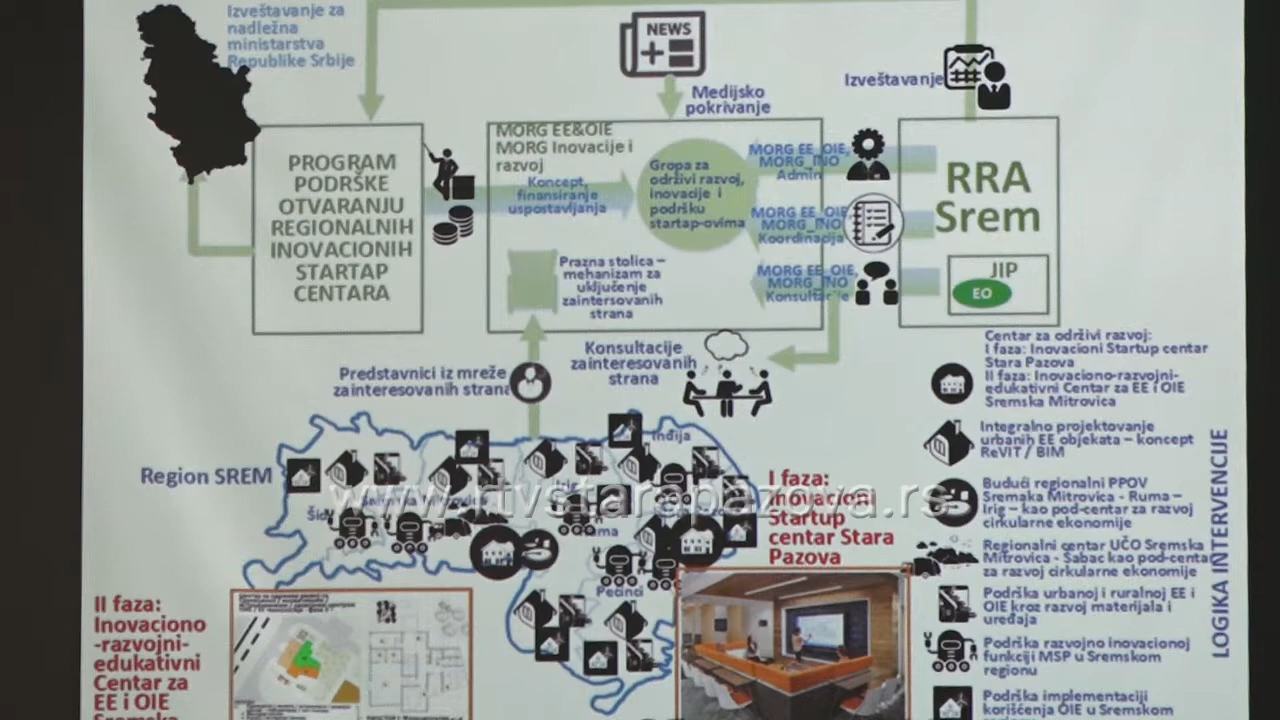 Izveštavanje za
nadležna
ministarstva
Republike Srbije
NEWS
Medijsko
pokrivanje
Izveštavanje
PROGRAM
PODRŠKE
OTVARANJU
REGIONALNIH
INOVACIONIH
STARTAP
CENTARA
MORG EE&OIE
MORG Inovacije i
razvoj
Koncept,
finansiranje
uspostavljanja
Gropa za
održivi razvoj,
inovacije i
podršku
startap-ovima
MORG EE_OIE,
MORG_INO
Admin
MORG EE_OIE,
MORG_INO
Koordinacija
MORG EE_OIE,
MORG_INO
Konsultacije
RRA
Srem
JIP
EO
Prazna stolica –
mehanizam za
uključenje
zaintersovanih
strana
Predstavnici iz mreže
zainteresovanih strana
Konsultacije
zainteresovanih
strana
Region SREM
Inđija
Irig
Pećinci
www.rtvstarapazova.rs
I faza:
Inovacioni
Startup
centar Stara
Pazova
II faza:
Inovaciono
-razvojni-
edukativni
Centar za
EE i OIE
Sremska
Centar za održivi razvoj:
I faza: Inovacioni Startup centar
Stara Pazova
II faza: Inovaciono-razvojni-
edukativni Centar za EE i OIE
Sremska Mitrovica
Integralno projektovanje
urbanih EE objekata – koncept
ReVIT / BIM
Budući regionalni PPOV
Sremaka Mitrovica - Ruma –
Irig – kao pod-centar za razvoj
cirkularne ekonomije
Regionalni centar UČO Sremska
Mitrovica - Šabac kao pod-centa
za razvoj cirkularne ekonomije
Podrška urbanoj i ruralnoj EE i
OIE kroz razvoj materijala i
uređaja
Podrška razvojno inovacionoj
funkciji MSP u Sremskom
regionu
Podrška implementaciji
korišćenja OIE u Sremskom
LOGIKA INTERVENCIJE